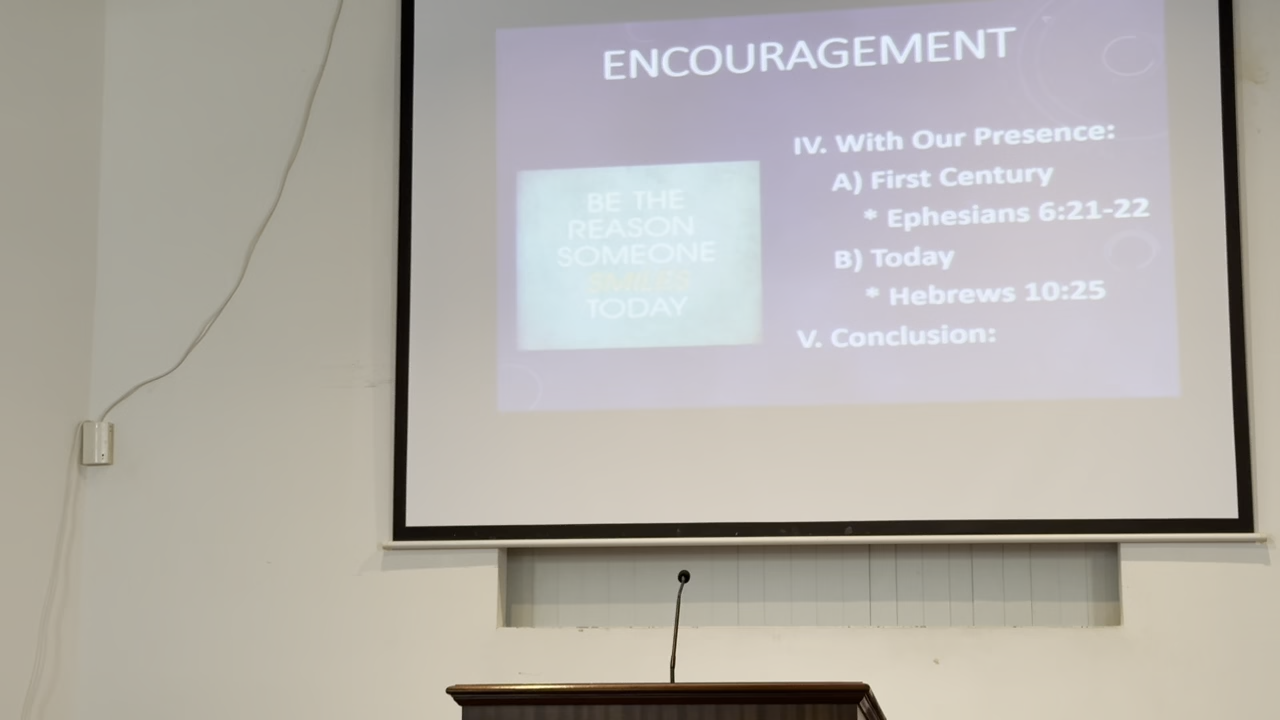 ENCOURAGEMENT
BE THE
REASON
SOMEONE
SMILES
TODAY
IV. With Our Presence:
A) First Century
* Ephesians 6:21-22
B) Today
* Hebrews 10:25
V. Conclusion: